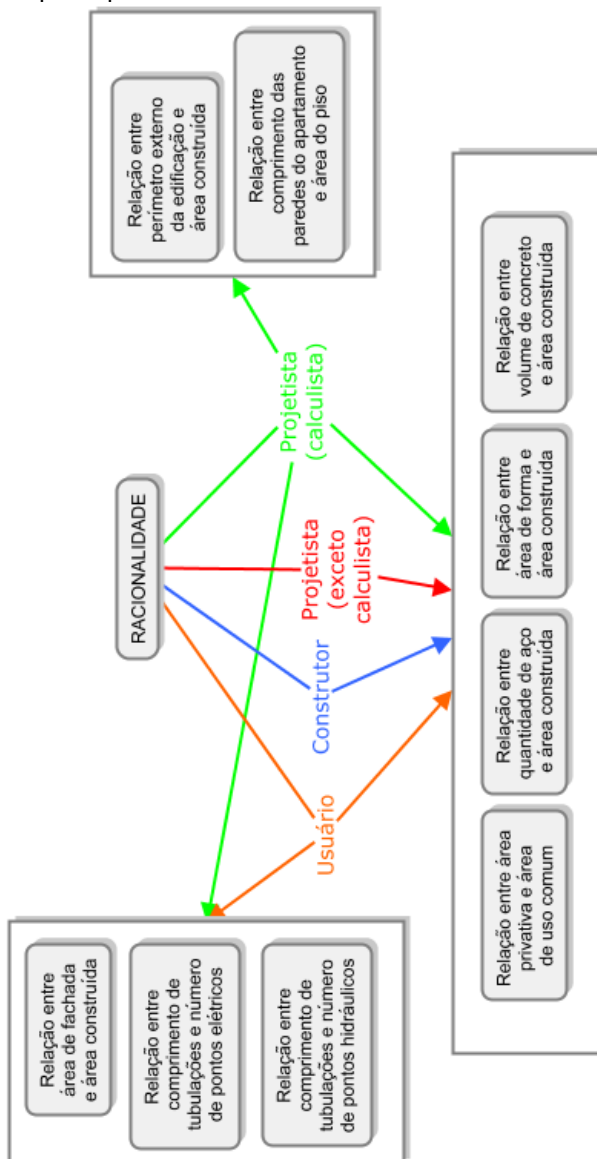 Relação entre
área de fachada
e área construída
Relação entre
comprimento de
tubulações e número
de pontos elétricos
Relação entre
comprimento de
tubulações e número
de pontos hidráulicos
RACIONALIDADE
Relação entre
perímetro externo
da edificação e
área construída
Relação entre
comprimento das
paredes do apartamento
e área do piso
Usuário
Construtor
Projetista
(exceto
calculista)
Projetista
(calculista)
Relação entre área
privativa e área
de uso comum
Relação entre
quantidade de aço
e área construída
Relação entre
área de forma e
área construída
Relação entre
volume de concreto
e área construída